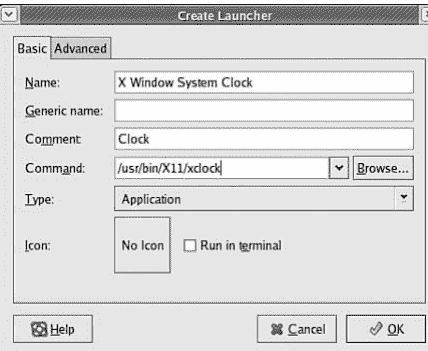 Create Launcher
Basic Advanced
Name: X Window System Clock
Generic name:
Comment: Clock
Command: /usr/bin/X11/xclock Browse...
Type: Application
Icon: No Icon Run in terminal
Help Cancel OK